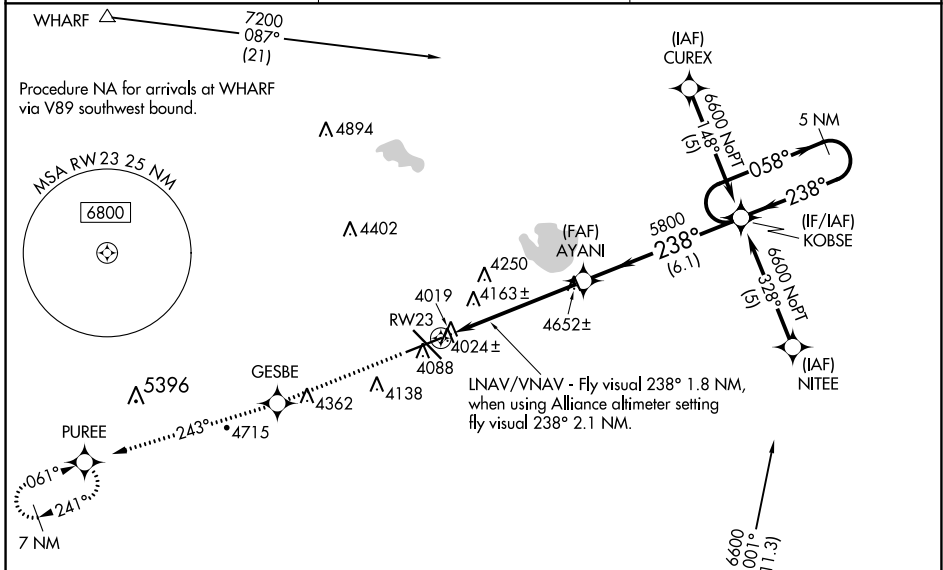 WHARF
7200
087°
(21)
Procedure NA for arrivals at WHARF
via V89 southwest bound.
MSA RW 23 25 NM
6800
4894
4402
(IAF)
CUREX
6600 NoPT
148°
(5)
5 NM
058°
238°
(IF/IAF)
KOBSE
5800
238°
(6.1)
(FAF)
AYANI
6600 NoPT
328°
(5)
(IAF)
NITEE
4250
4163±
4652±
4019
RW23
4024±
4088
4138
LNAV/VNAV - Fly visual 238° 1.8 NM,
when using Alliance altimeter setting
fly visual 238° 2.1 NM.
GESBE
4362
5396
243°
4715
PUREE
061°
241°
7 NM
6600
001°
11.3)